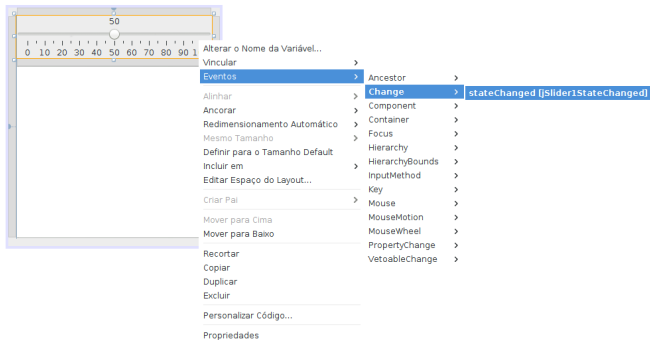 50
0 10 20 30 40 50 60 70 80 90 1
Alterar o Nome da Variável...
Vincular
Eventos
Alinhar
Ancorar
Redimensionamento Automático
Mesmo Tamanho
Definir para o Tamanho Default
Incluir em
Editar Espaço do Layout...
Criar Pai
Mover para Cima
Mover para Baixo
Recortar
Copiar
Duplicar
Excluir
Personalizar Código...
Propriedades
Ancestor
Change
Component
Container
Focus
Hierarchy
HierarchyBounds
InputMethod
Key
Mouse
MouseMotion
MouseWheel
PropertyChange
VetoableChange
stateChanged [jSlider1StateChanged]